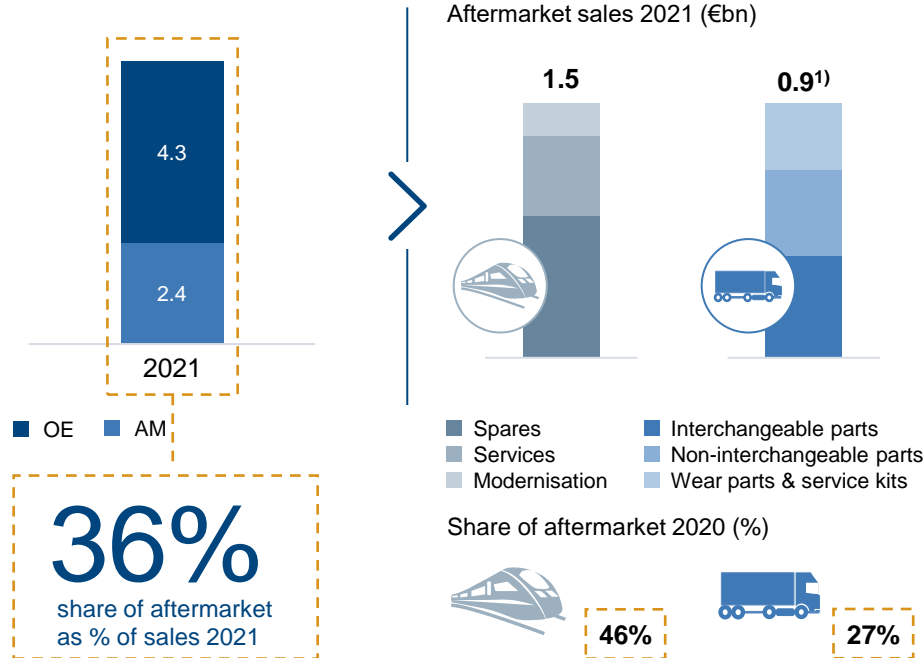 Aftermarket sales 2021 (€bn)
4.3
2.4
2021
OE
AM
36%
share of aftermarket
as % of sales 2021
1.5
0.9¹⁾
Spares
Services
Modernisation
Interchangeable parts
Non-interchangeable parts
Wear parts & service kits
Share of aftermarket 2020 (%)
46%
27%